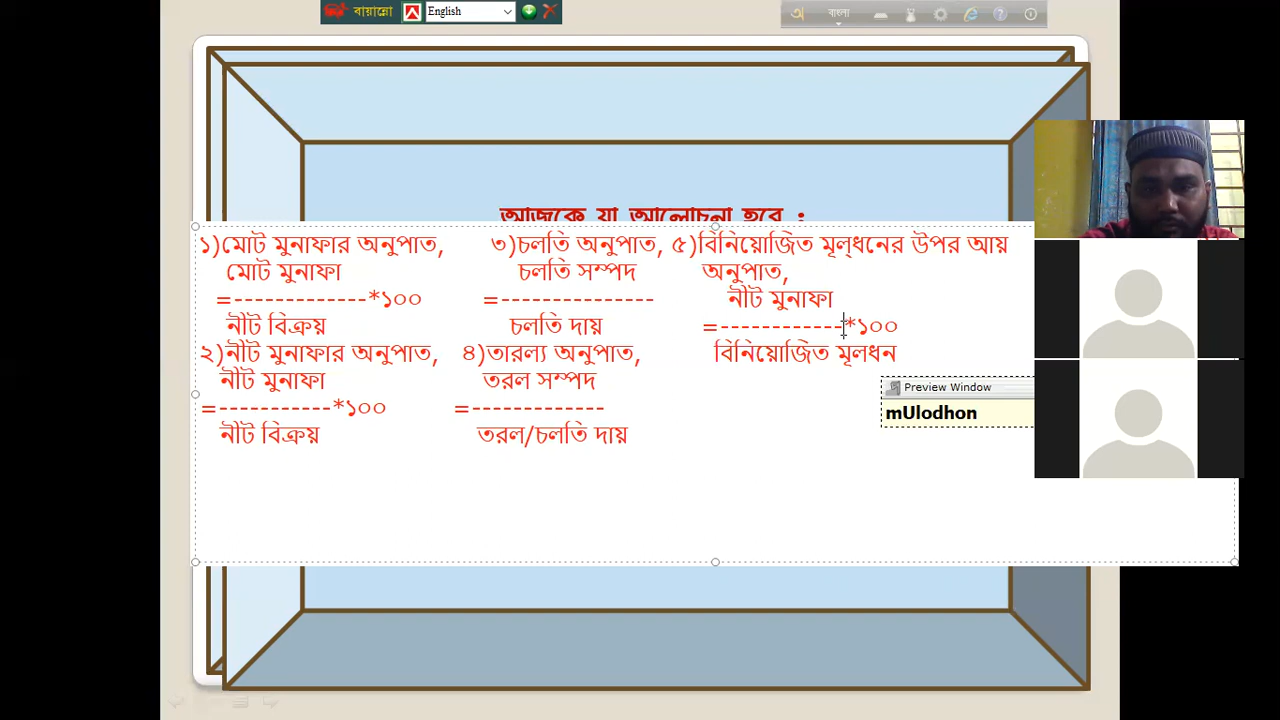 বায়ান্নো
English
অ
বাংলা
আজকে যা আলোচনা হবে :
১)মোট মুনাফার অনুপাত,
মোট মুনাফা
=-------------*১০০
নীট বিক্রয়
২)নীট মুনাফার অনুপাত,
নীট মুনাফা
=-----------*১০০
নীট বিক্রয়
৩)চলতি অনুপাত,
চলতি সম্পদ
=---------------
চলতি দায়
৪)তারল্য অনুপাত,
তরল সম্পদ
=-------------
তরল/চলতি দায়
৫)বিনিয়োজিত মূল্ধনের উপর আয়
অনুপাত,
নীট মুনাফা
=------------*১০০
বিনিয়োজিত মূলধন
Preview Window
mUlodhon